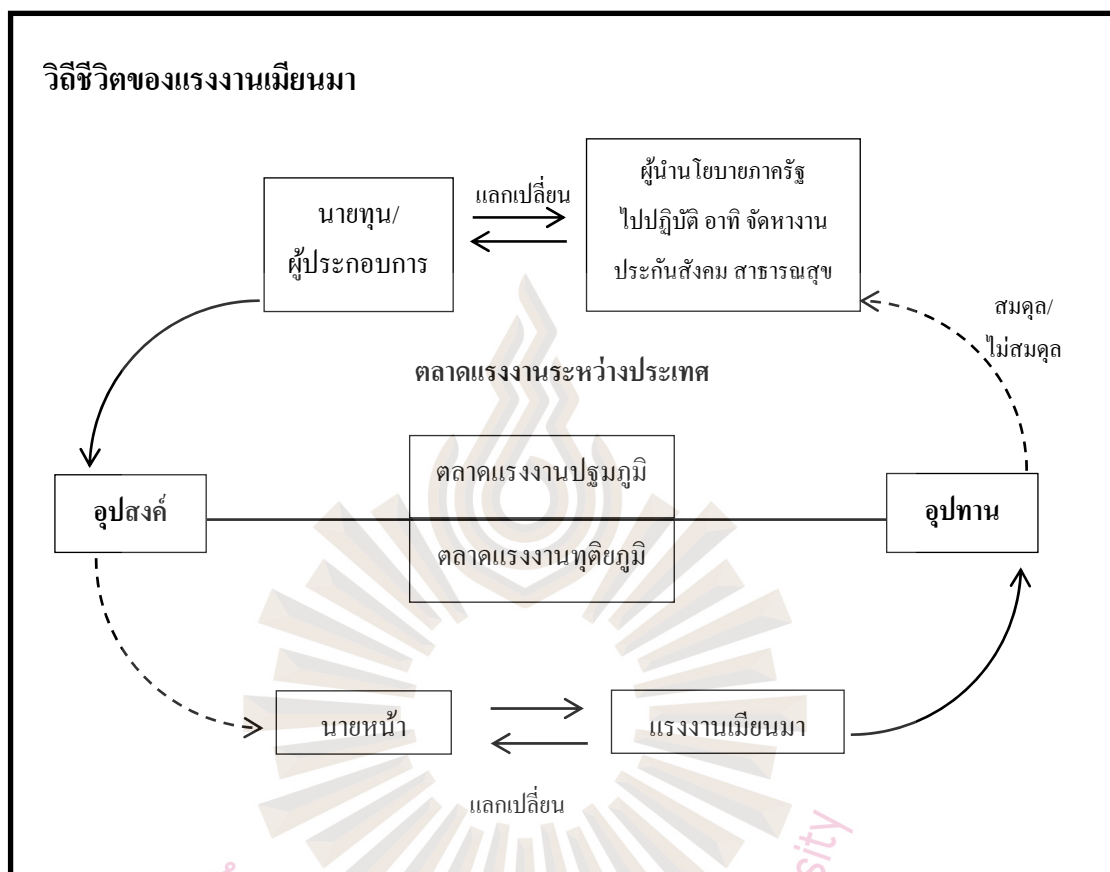 วิถีชีวิตของแรงงานเมียนมา
นายทุน/
ผู้ประกอบการ
แลกเปลี่ยน
ผู้นำนโยบายภาครัฐ
ไปปฏิบัติ อาทิ จัดหางาน
ประกันสังคม สาธารณสุข
สมดุล/
ไม่สมดุล
ตลาดแรงงานระหว่างประเทศ
อุปสงค์
ตลาดแรงงานปฐมภูมิ
ตลาดแรงงานทุติยภูมิ
อุปทาน
นายหน้า
แรงงานเมียนมา
แลกเปลี่ยน
sity